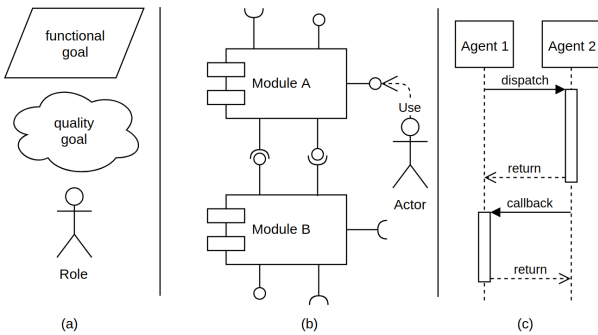 functional
goal
quality
goal
Role
(a)
Module A
Use
Actor
Module B
(b)
Agent 1
Agent 2
dispatch
return
callback
return
(c)